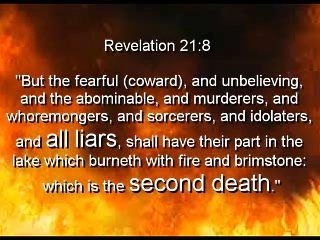 Revelation 21:8
"But the fearful (coward), and unbelieving,
and the abominable, and murderers, and
whoremongers, and sorcerers, and idolaters,
and all liars, shall have their part in the
lake which burneth with fire and brimstone:
which is the second death."